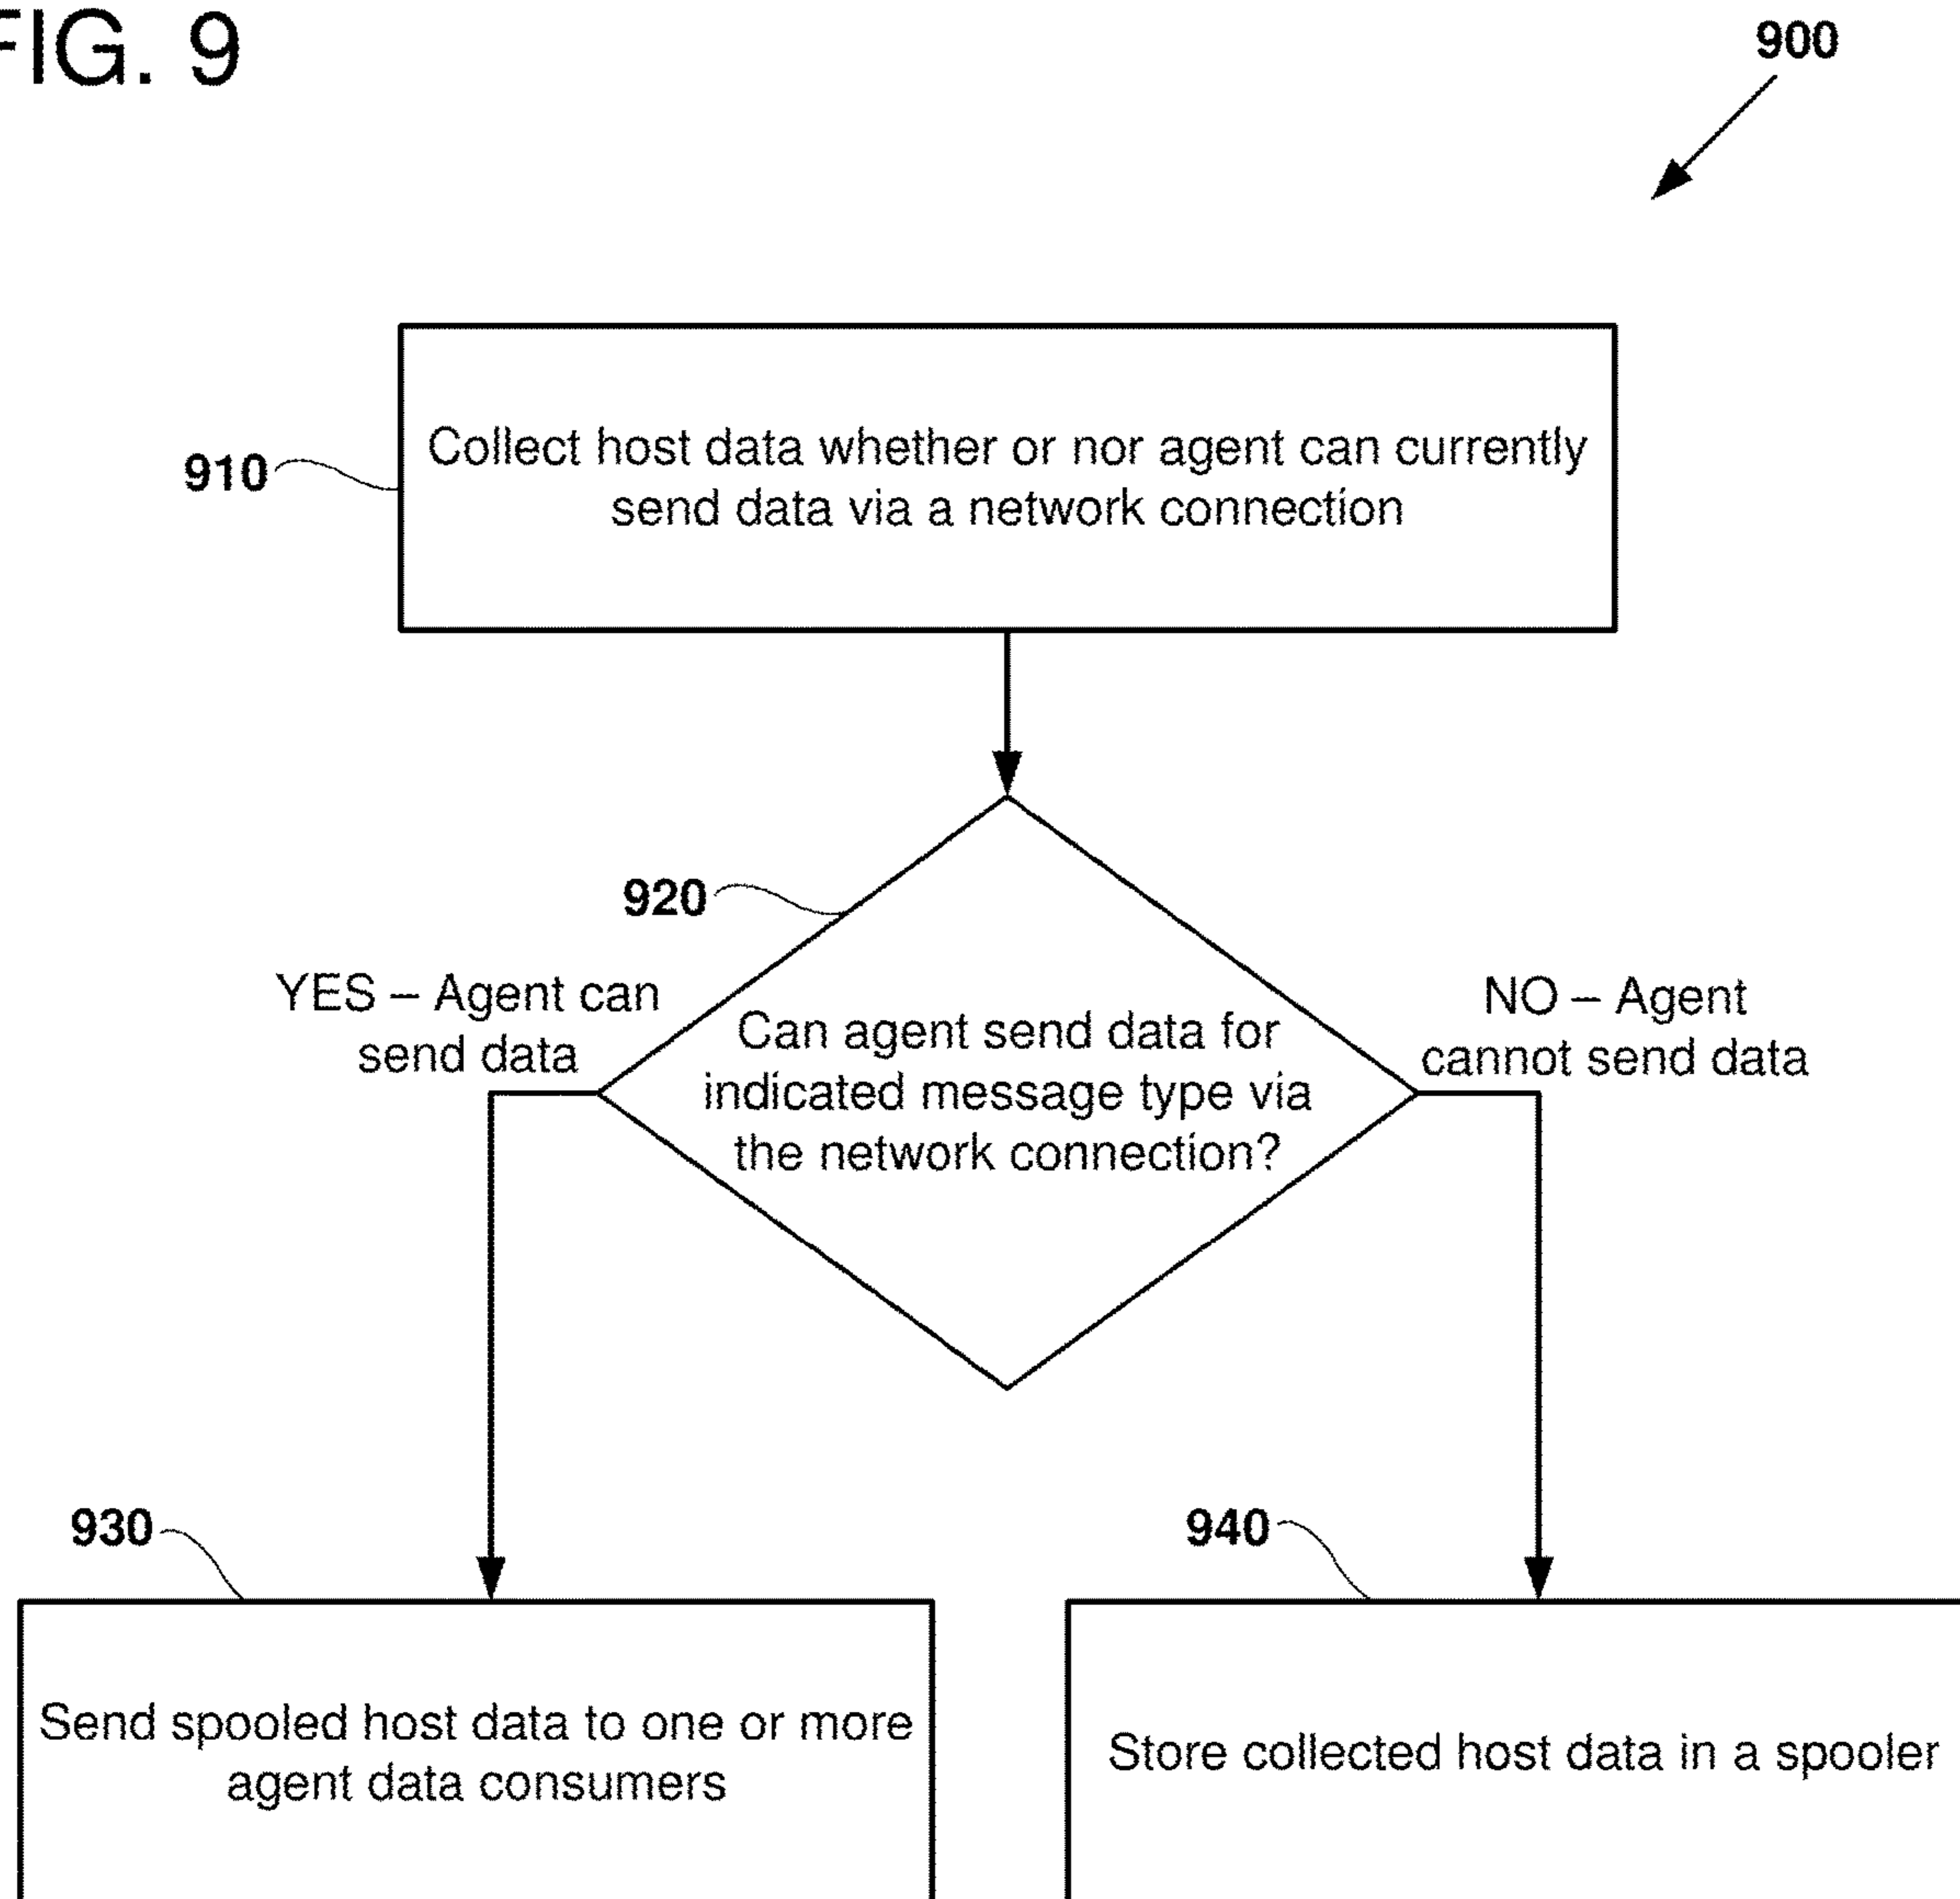 FIG. 9
900
910
Collect host data whether or nor agent can currently
send data via a network connection
920
YES – Agent can
send data
Can agent send data for
indicated message type via
the network connection?
NO – Agent
cannot send data
930
Send spooled host data to one or more
agent data consumers
940
Store collected host data in a spooler